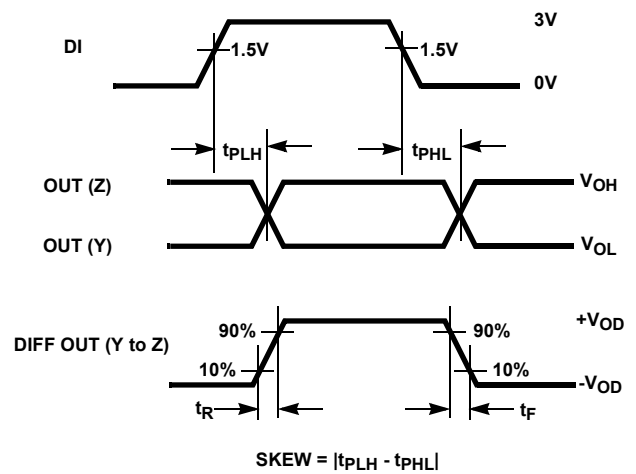 3V
DI
1.5V
1.5V
0V
tPLH
tPHL
OUT (Z)
VOH
OUT (Y)
VOL
+VOD
90%
90%
DIFF OUT (Y to Z)
10%
10%
-VOD
tR
tF
SKEW = |tPLH - tPHL|